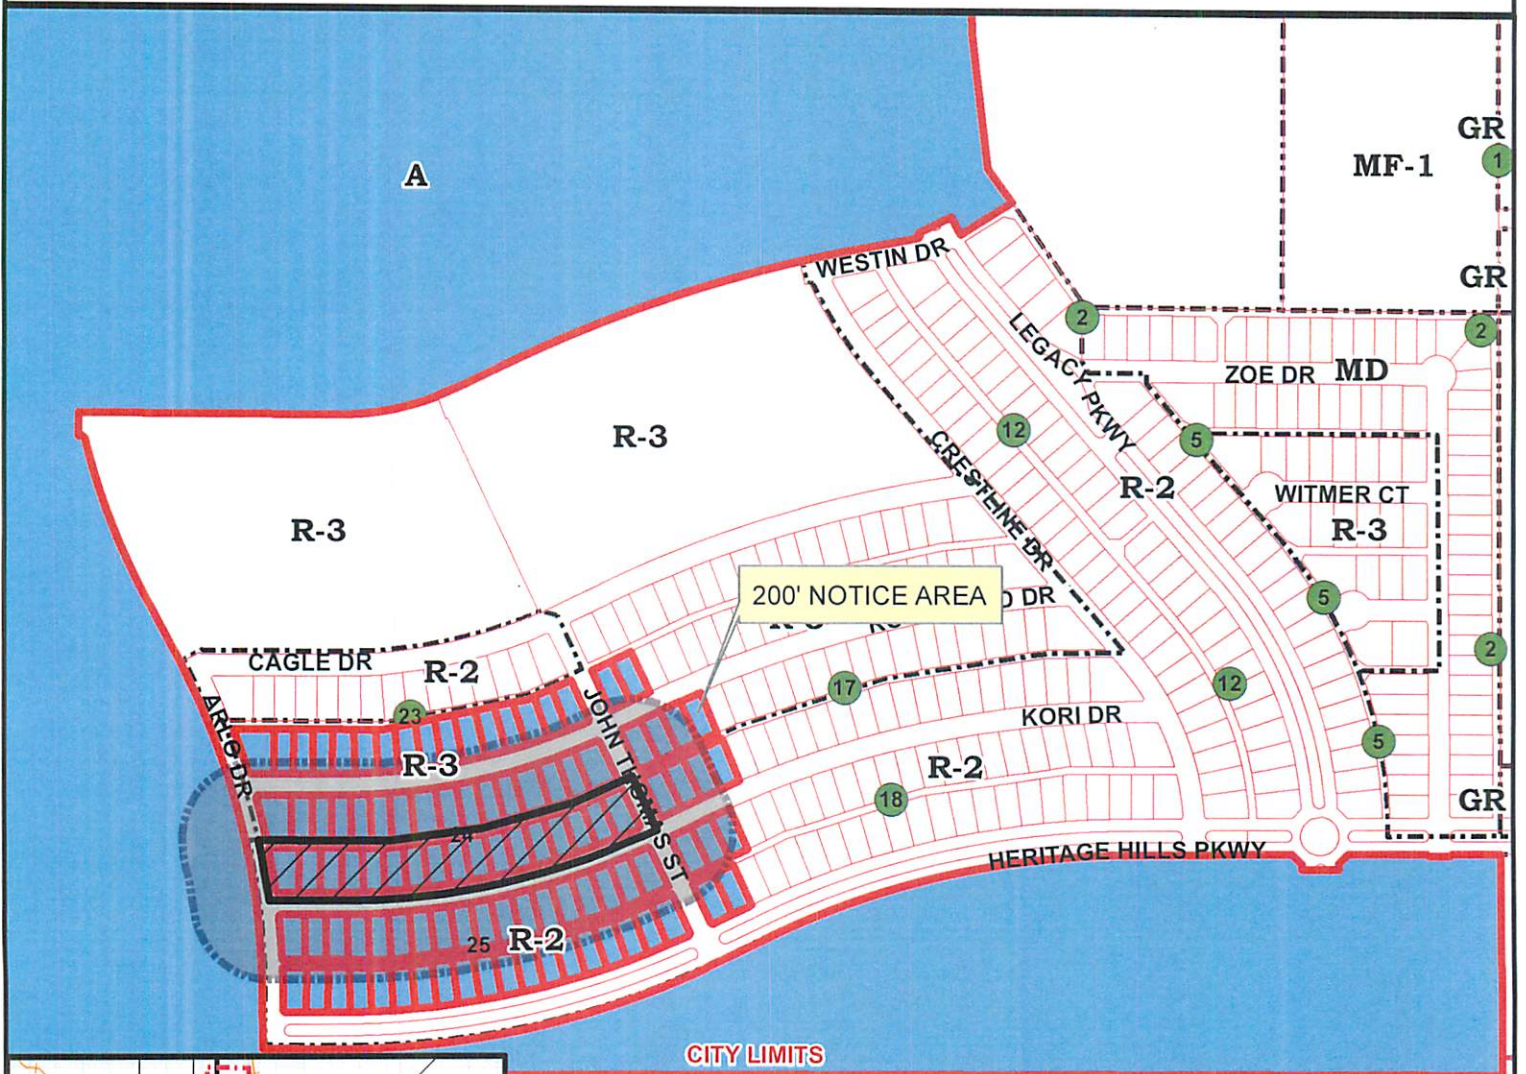 A
GR
1
MF-1
GR
WESTIN DR
2
2
LEGACY PKWY
ZOE DR
MD
R-3
12
5
CRESTLINE DR
R-2
WITMER CT
R-3
R-3
200' NOTICE AREA
DR
5
CAGLE DR
R-2
2
17
12
23
JOHN THOMAS ST
KORI DR
ARLO DR
5
R-3
R-2
18
GR
24
HERITAGE HILLS PKWY
25
R-2
CITY LIMITS